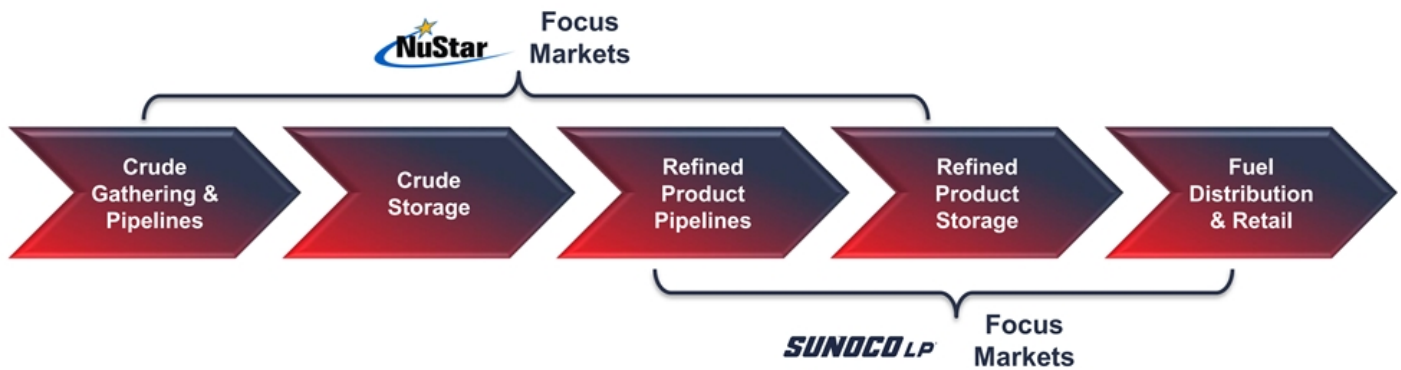 NuStar
Focus
Markets
Crude
Gathering &
Pipelines
Crude
Storage
Refined
Product
Pipelines
Refined
Product
Storage
Fuel
Distribution
& Retail
SUNOCO LP
Focus
Markets